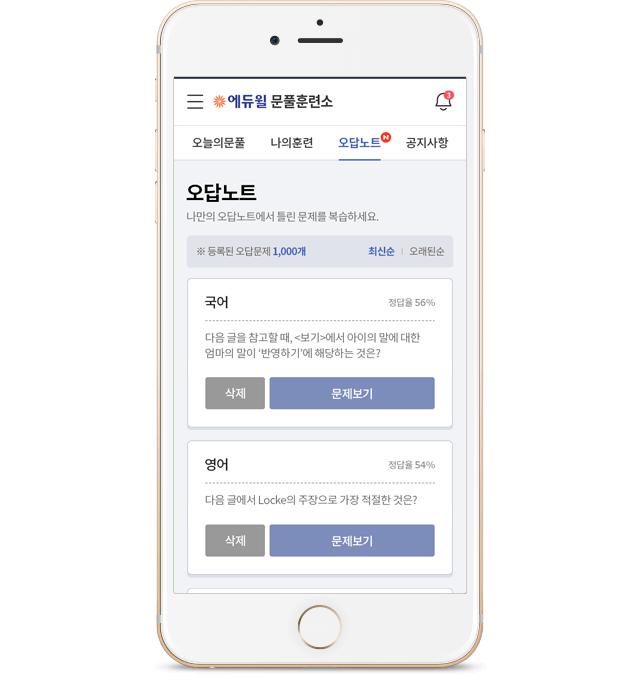 에듀윌 문풀훈련소
3
오늘의문풀 나의훈련 오답노트 N 공지사항
오답노트
나만의 오답노트에서 틀린 문제를 복습하세요.
※ 등록된 오답문제 1,000개 최신순 | 오래된순
국어 정답율 56%
다음 글을 참고할 때, <보기>에서 아이의 말에 대한
엄마의 말이 ‘반영하기’에 해당하는 것은?
삭제 문제보기
영어 정답율 54%
다음 글에서 Locke의 주장으로 가장 적절한 것은?
삭제 문제보기